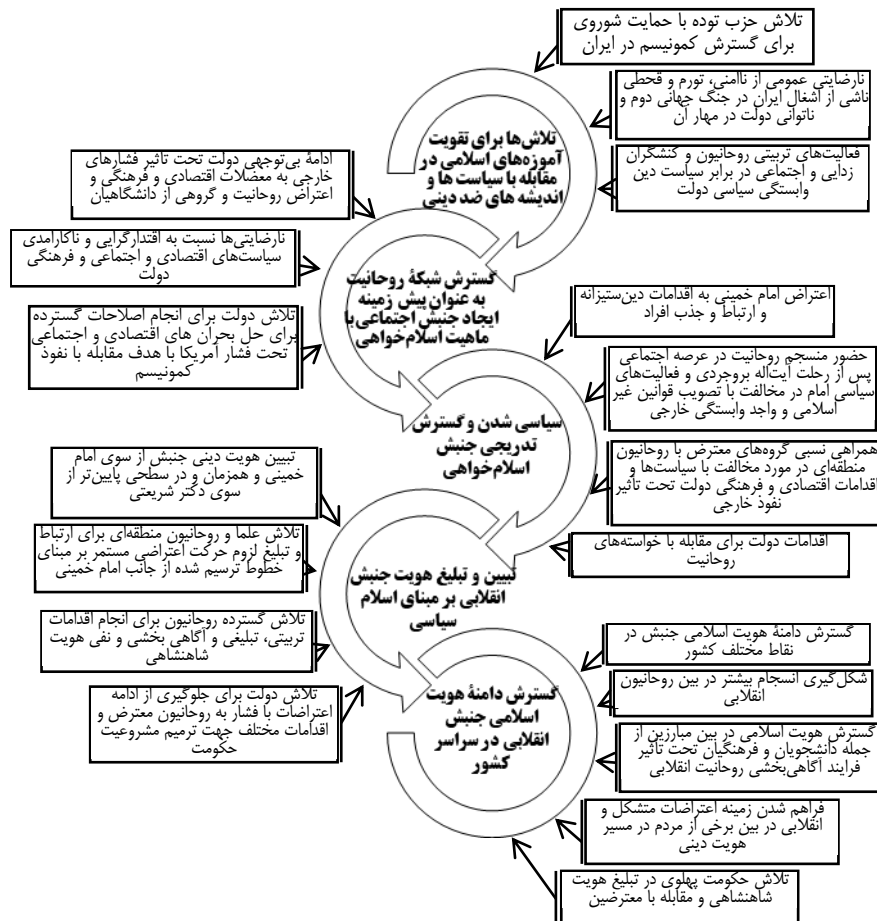 تلاش حزب توده با حمایت شوروی
برای گسترش کمونیسم در ایران
نارضایتی عمومی از ناامنی، تورم و قحطی
ناشی از اشغال ایران در جنگ جهانی دوم و
ناتوانی دولت در مهار آن
فعالیت‌های تربیتی روحانیون و کنشگران
زدایی و اجتماعی در برابر سیاست دین
وابستگی سیاسی دولت
تلاش‌ها برای تقویت
آموزه‌های اسلامی در
مقابله با سیاست ها و
اندیشه های ضد دینی
ادامهٔ بی‌توجهی دولت تحت تاثیر فشارهای
خارجی به معضلات اقتصادی و فرهنگی و
اعتراض روحانیت و گروهی از دانشگاهیان
نارضایتی‌ها نسبت به اقتدارگرایی و ناکارامدی
سیاست‌های اقتصادی و اجتماعی و فرهنگی
دولت
تلاش دولت برای انجام اصلاحات گسترده
برای حل بحران های اقتصادی و اجتماعی
تحت فشار آمریکا با هدف مقابله با نفوذ
کمونیسم
گسترش شبکهٔ روحانیت
به عنوان پیش زمینه
ایجاد جنبش اجتماعی با
ماهیت اسلام‌خواهی
اعتراض امام خمینی به اقدامات دین‌ستیزانه
و ارتباط و جذب افراد
حضور منسجم روحانیت در عرصه اجتماعی
پس از رحلت آیت‌اله بروجردی و فعالیت‌های
سیاسی امام در مخالفت با تصویب قوانین غیر
اسلامی و واجد وابستگی خارجی
همراهی نسبی گروه‌های معترض با روحانیون
منطقه‌ای در مورد مخالفت با سیاست‌ها و
اقدامات اقتصادی و فرهنگی دولت تحت تأثیر
نفوذ خارجی
اقدامات دولت برای مقابله با خواسته‌های
روحانیت
سیاسی شدن و گسترش
تدریجی جنبش
اسلام‌خواهی
تبیین هویت دینی جنبش از سوی امام
خمینی و همزمان و در سطحی پایین‌تر از
سوی دکتر شریعتی
تلاش علما و روحانیون منطقه‌ای برای ارتباط
و تبلیغ لزوم حرکت اعتراضی مستمر بر مبنای
خطوط ترسیم شده از جانب امام خمینی
تلاش گسترده روحانیون برای انجام اقدامات
تربیتی، تبلیغی و آگاهی بخشی و نفی هویت
شاهنشاهی
تلاش دولت برای جلوگیری از ادامه
اعتراضات با فشار به روحانیون معترض و
اقدامات مختلف جهت ترمیم مشروعیت
حکومت
تبیین و تبلیغ هویت جنبش
انقلابی بر مبنای اسلام
سیاسی
گسترش دامنهٔ هویت اسلامی جنبش در
نقاط مختلف کشور
شکل‌گیری انسجام بیشتر در بین روحانیون
انقلابی
گسترش هویت اسلامی در بین مبارزین از
جمله دانشجویان و فرهنگیان تحت تاثیر
فرایند آگاهی‌بخشی روحانیت انقلابی
فراهم شدن زمینه اعتراضات متشکل و
انقلابی در بین برخی از مردم در مسیر
هویت دینی
تلاش حکومت پهلوی در تبلیغ هویت
شاهنشاهی و مقابله با معترضین
گسترش دامنهٔ هویت
اسلامی جنبش
انقلابی در سراسر
کشور